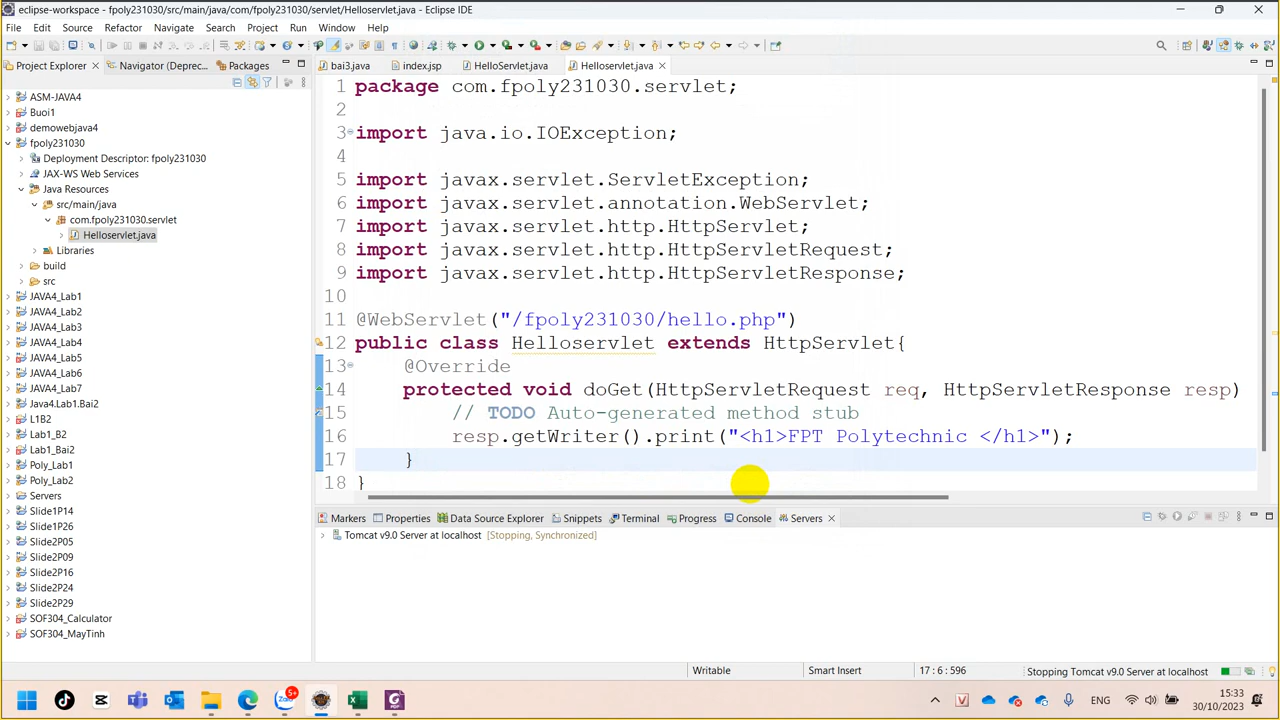 eclipse-workspace - fpoly231030/src/main/java/com/fpoly231030/servlet/Helloservlet.java - Eclipse IDE
File Edit Source Refactor Navigate Search Project Run Window Help
Project Explorer Navigator (Deprec... Packages
bai3.java index.jsp HelloServlet.java Helloservlet.java
ASM-JAVA4
Buoi1
demowebjava4
fpoly231030
Deployment Descriptor: fpoly231030
JAX-WS Web Services
Java Resources
src/main/java
com.fpoly231030.servlet
Helloservlet.java
Libraries
build
src
JAVA4_Lab1
JAVA4_Lab2
JAVA4_Lab3
JAVA4_Lab4
JAVA4_Lab5
JAVA4_Lab6
JAVA4_Lab7
Java4.Lab1.Bai2
L1B2
Lab1_B2
Lab1_Bai2
Poly_Lab1
Poly_Lab2
Servers
Slide1P14
Slide1P26
Slide2P05
Slide2P09
Slide2P16
Slide2P24
Slide2P29
SOF304_Calculator
SOF304_MayTinh
1 package com.fpoly231030.servlet;
2
3 import java.io.IOException;
4
5 import javax.servlet.ServletException;
6 import javax.servlet.annotation.WebServlet;
7 import javax.servlet.http.HttpServlet;
8 import javax.servlet.http.HttpServletRequest;
9 import javax.servlet.http.HttpServletResponse;
10
11 @WebServlet("/fpoly231030/hello.php")
12 public class Helloservlet extends HttpServlet{
13 @Override
14 protected void doGet(HttpServletRequest req, HttpServletResponse resp)
15 // TODO Auto-generated method stub
16 resp.getWriter().print("<h1>FPT Polytechnic </h1>");
17 }
18 }
Markers Properties Data Source Explorer Snippets Terminal Progress Console Servers
Tomcat v9.0 Server at localhost [Stopping, Synchronized]
Writable Smart Insert 17 : 6 : 596 Stopping Tomcat v9.0 Server at localhost
Zalo 5+
ENG
15:33
30/10/2023